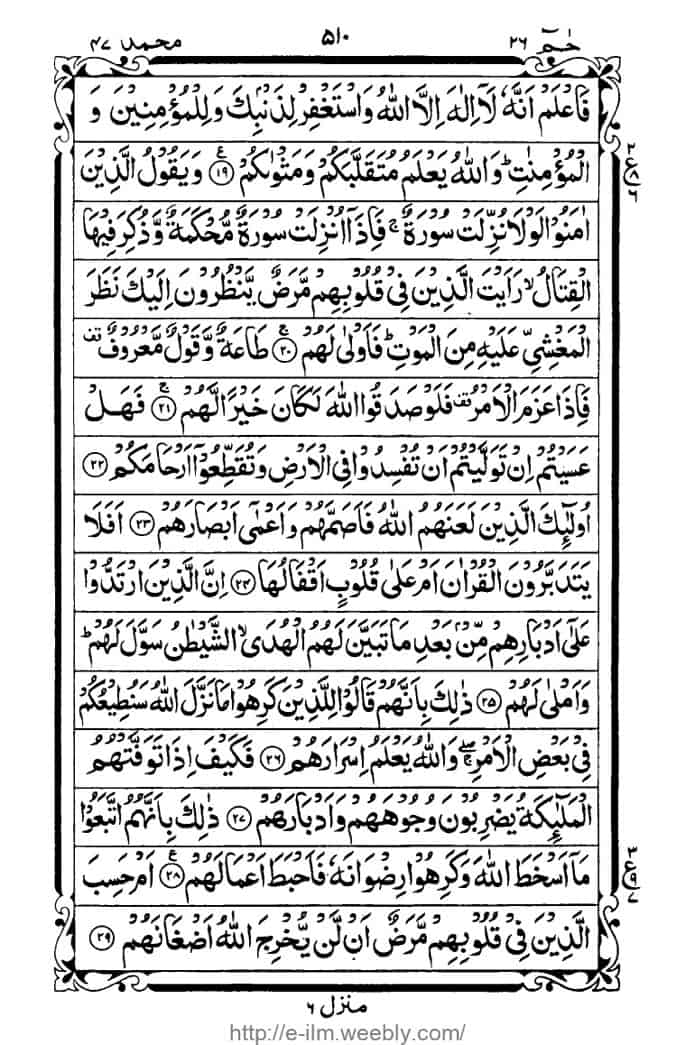 حٰمٓ ٢٦ ٥١٠ محمد ٤٧
فَاعْلَمْ اَنَّهٗ لَاۤ اِلٰهَ اِلَّا اللّٰهُ وَاسْتَغْفِرْ لِذَنْۢبِكَ وَلِلْمُؤْمِنِيْنَ وَ
الْمُؤْمِنٰتِ ؕ وَاللّٰهُ يَعْلَمُ مُتَقَلَّبَكُمْ وَمَثْوٰىكُمْ ﴿١٩﴾ وَيَقُوْلُ الَّذِيْنَ
اٰمَنُوْا لَوْلَا نُزِّلَتْ سُوْرَةٌ ۚ فَاِذَاۤ اُنْزِلَتْ سُوْرَةٌ مُّحْكَمَةٌ وَّذُكِرَ فِيْهَا
الْقِتَالُ ۙ رَاَيْتَ الَّذِيْنَ فِيْ قُلُوْبِهِمْ مَّرَضٌ يَّنْظُرُوْنَ اِلَيْكَ نَظَرَ
الْمَغْشِيِّ عَلَيْهِ مِنَ الْمَوْتِ ؕ فَاَوْلٰى لَهُمْ ﴿٢٠﴾ طَاعَةٌ وَّقَوْلٌ مَّعْرُوْفٌ قف
فَاِذَا عَزَمَ الْاَمْرُ قف فَلَوْ صَدَقُوا اللّٰهَ لَكَانَ خَيْرًا لَّهُمْ ﴿٢١﴾ فَهَلْ
عَسَيْتُمْ اِنْ تَوَلَّيْتُمْ اَنْ تُفْسِدُوْا فِي الْاَرْضِ وَتُقَطِّعُوْۤا اَرْحَامَكُمْ ﴿٢٢﴾
اُولٰٓئِكَ الَّذِيْنَ لَعَنَهُمُ اللّٰهُ فَاَصَمَّهُمْ وَاَعْمٰۤى اَبْصَارَهُمْ ﴿٢٣﴾ اَفَلَا
يَتَدَبَّرُوْنَ الْقُرْاٰنَ اَمْ عَلٰى قُلُوْبٍ اَقْفَالُهَا ﴿٢٤﴾ اِنَّ الَّذِيْنَ ارْتَدُّوْا
عَلٰۤى اَدْبَارِهِمْ مِّنْۢ بَعْدِ مَا تَبَيَّنَ لَهُمُ الْهُدَى ۙ الشَّيْطٰنُ سَوَّلَ لَهُمْ ؕ
وَاَمْلٰى لَهُمْ ﴿٢٥﴾ ذٰلِكَ بِاَنَّهُمْ قَالُوْا لِلَّذِيْنَ كَرِهُوْا مَا نَزَّلَ اللّٰهُ سَنُطِيْعُكُمْ
فِيْ بَعْضِ الْاَمْرِ ۖۚ وَاللّٰهُ يَعْلَمُ اِسْرَارَهُمْ ﴿٢٦﴾ فَكَيْفَ اِذَا تَوَفَّتْهُمُ
الْمَلٰٓئِكَةُ يَضْرِبُوْنَ وُجُوْهَهُمْ وَاَدْبَارَهُمْ ﴿٢٧﴾ ذٰلِكَ بِاَنَّهُمُ اتَّبَعُوْا
مَاۤ اَسْخَطَ اللّٰهَ وَكَرِهُوْا رِضْوَانَهٗ فَاَحْبَطَ اَعْمَالَهُمْ ﴿٢٨﴾ اَمْ حَسِبَ
الَّذِيْنَ فِيْ قُلُوْبِهِمْ مَّرَضٌ اَنْ لَّنْ يُّخْرِجَ اللّٰهُ اَضْغَانَهُمْ ﴿٢٩﴾
منزل ٦
http://e-ilm.weebly.com/